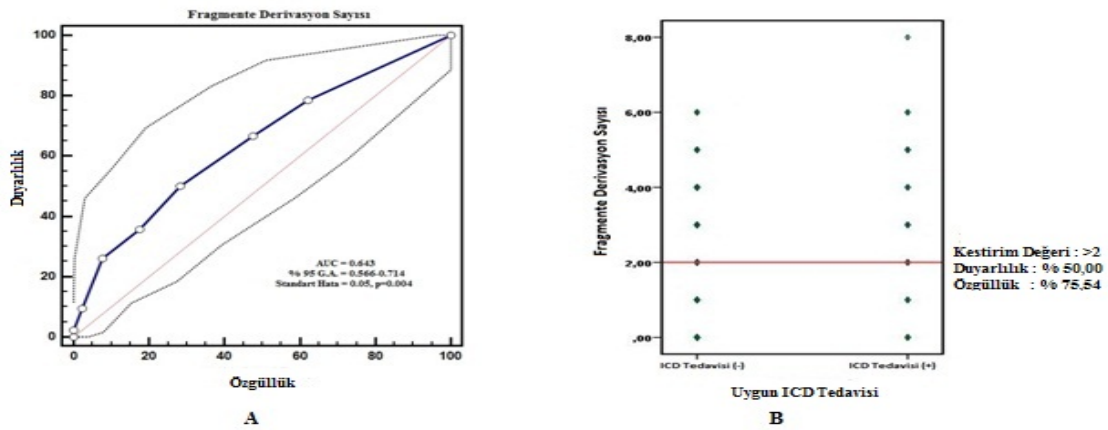 Fragmente Derivasyon Sayısı
100
80
60
40
20
0
Duyarlılık
AUC = 0.643
% 95 G.A. = 0.566-0.714
Standart Hata = 0.05, p=0.004
0 20 40 60 80 100
Özgüllük
A
Fragmente Derivasyon Sayısı
8,00
6,00
4,00
2,00
,00
ICD Tedavisi (-) ICD Tedavisi (+)
Uygun ICD Tedavisi
B
Kestirim Değeri : >2
Duyarlılık : % 50,00
Özgüllük : % 75,54